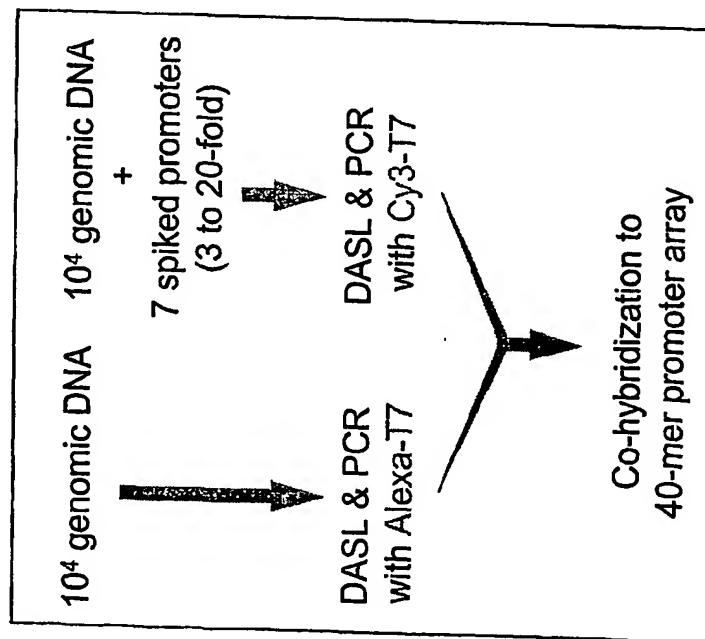 10⁴ genomic DNA
10⁴ genomic DNA
+
7 spiked promoters
(3 to 20-fold)
DASL & PCR
with Alexa-T7
DASL & PCR
with Cy3-T7
Co-hybridization to
40-mer promoter array